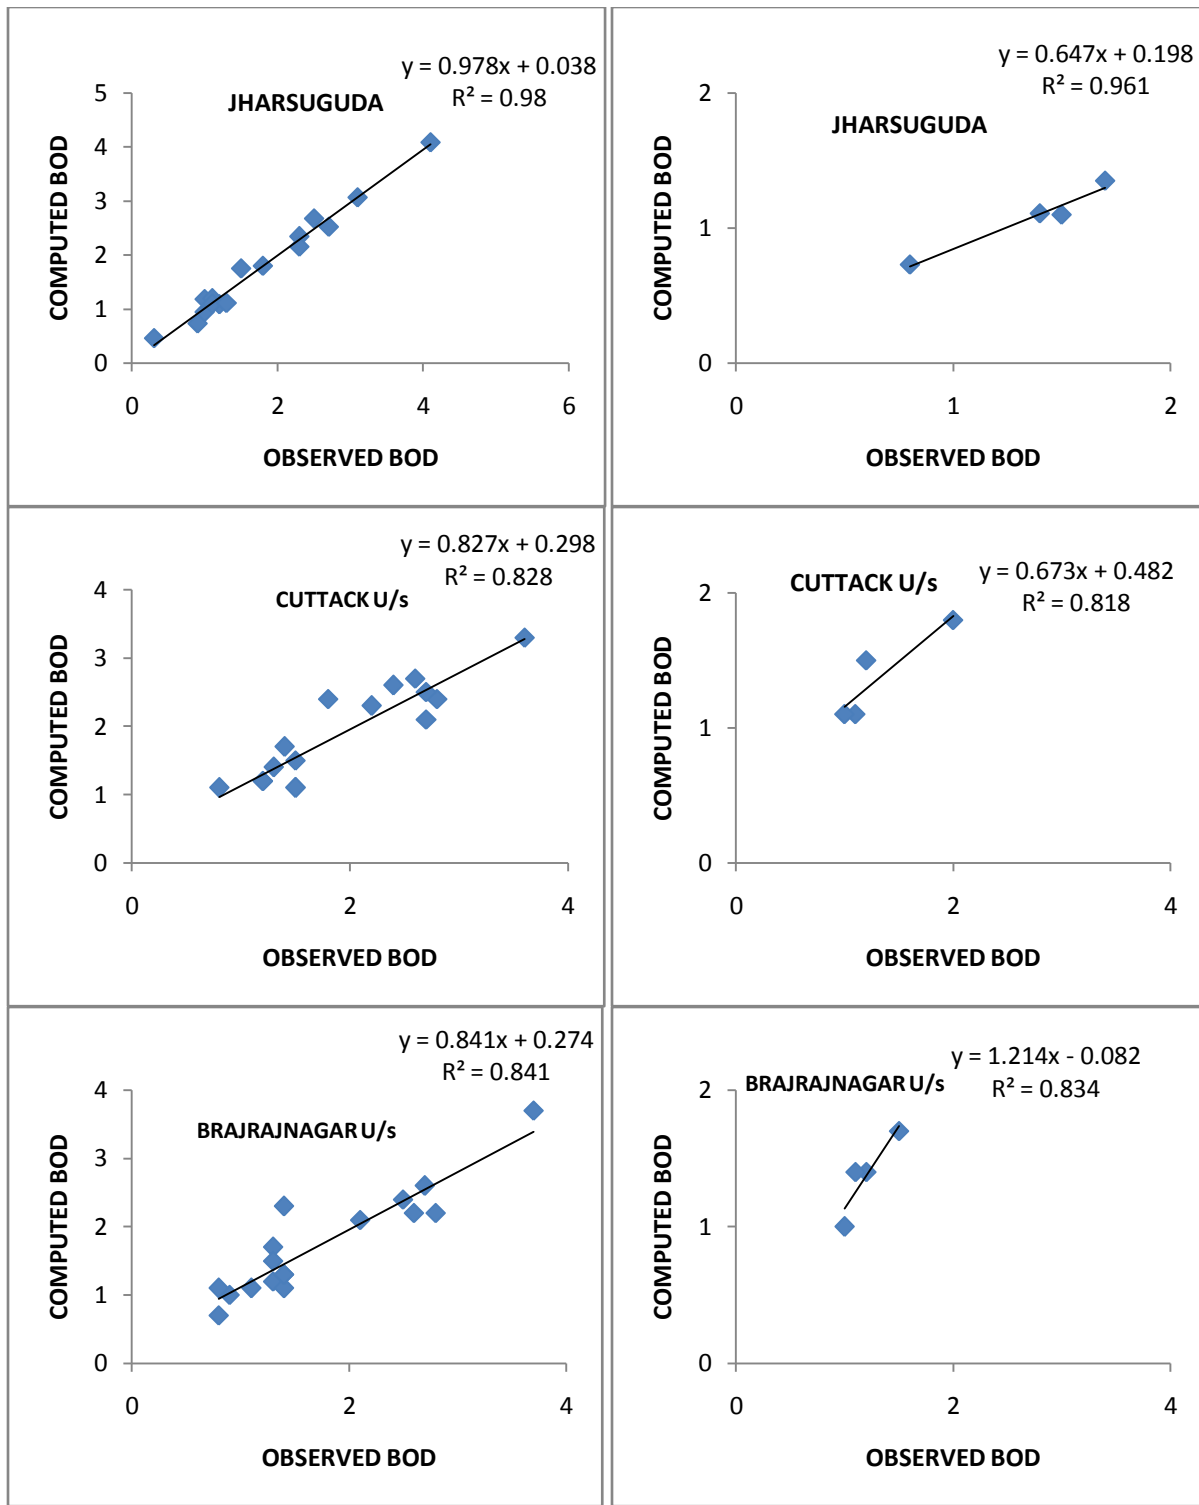 y = 0.978x + 0.038
R² = 0.98
JHARSUGUDA
COMPUTED BOD
5
4
3
2
1
0
0 2 4 6
OBSERVED BOD
y = 0.647x + 0.198
R² = 0.961
JHARSUGUDA
COMPUTED BOD
2
1
0
0 1 2
OBSERVED BOD
y = 0.827x + 0.298
R² = 0.828
CUTTACK U/s
COMPUTED BOD
4
3
2
1
0
0 2 4
OBSERVED BOD
y = 0.673x + 0.482
R² = 0.818
CUTTACK U/s
COMPUTED BOD
2
1
0
0 2 4
OBSERVED BOD
y = 0.841x + 0.274
R² = 0.841
BRAJRAJNAGAR U/s
COMPUTED BOD
4
3
2
1
0
0 2 4
OBSERVED BOD
y = 1.214x - 0.082
R² = 0.834
BRAJRAJNAGAR U/s
COMPUTED BOD
2
1
0
0 2 4
OBSERVED BOD